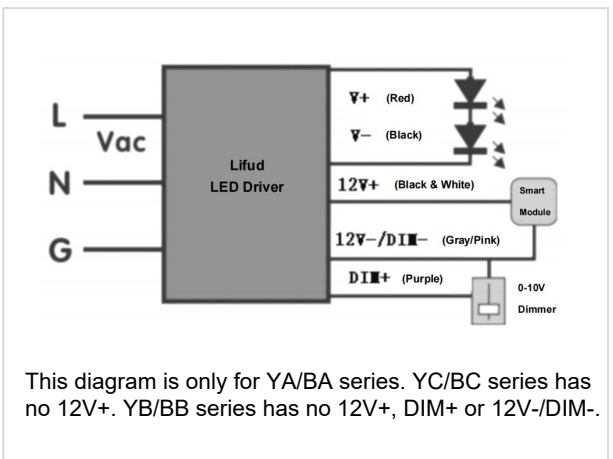 L
Vac
N
G
Lifud
LED Driver
V+ (Red)
V- (Black)
12V+ (Black & White)
Smart
Module
12V-/DIM- (Gray/Pink)
DIM+ (Purple)
0-10V
Dimmer
This diagram is only for YA/BA series. YC/BC series has
no 12V+. YB/BB series has no 12V+, DIM+ or 12V-/DIM-.